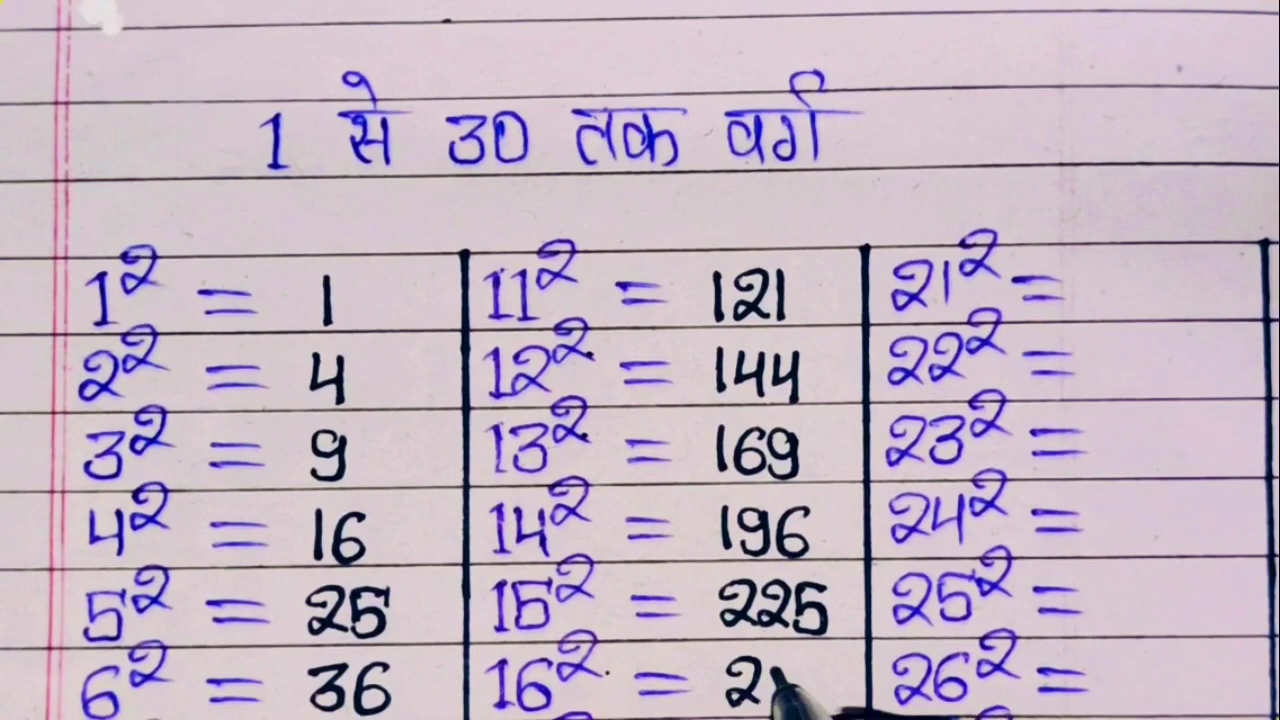 1 से 30 तक वर्ग
1² = 1 11² = 121 21² =
2² = 4 12² = 144 22² =
3² = 9 13² = 169 23² =
4² = 16 14² = 196 24² =
5² = 25 15² = 225 25² =
6² = 36 16² = 2 26² =